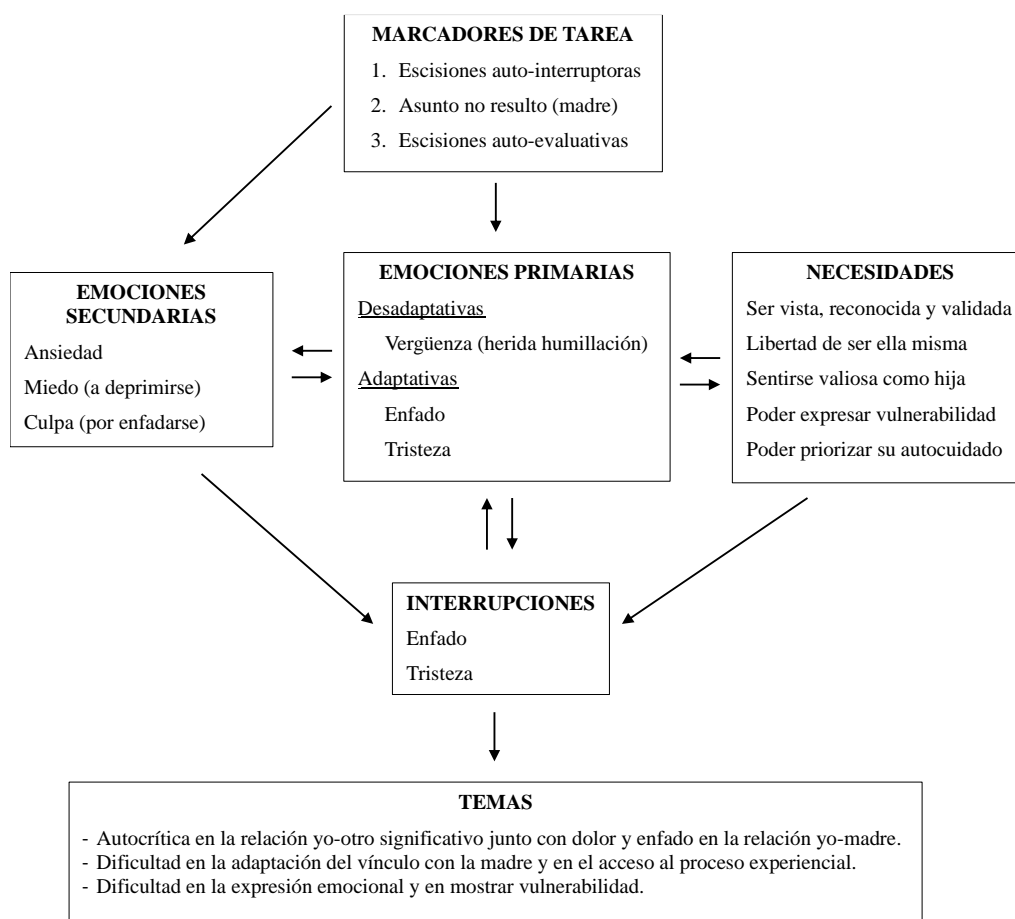 MARCADORES DE TAREA
1. Escisiones auto-interruptoras
2. Asunto no resulto (madre)
3. Escisiones auto-evaluativas
EMOCIONES
SECUNDARIAS
Ansiedad
Miedo (a deprimirse)
Culpa (por enfadarse)
EMOCIONES PRIMARIAS
Desadaptativas
Vergüenza (herida humillación)
Adaptativas
Enfado
Tristeza
NECESIDADES
Ser vista, reconocida y validada
Libertad de ser ella misma
Sentirse valiosa como hija
Poder expresar vulnerabilidad
Poder priorizar su autocuidado
INTERRUPCIONES
Enfado
Tristeza
TEMAS
- Autocrítica en la relación yo-otro significativo junto con dolor y enfado en la relación yo-madre.
- Dificultad en la adaptación del vínculo con la madre y en el acceso al proceso experiencial.
- Dificultad en la expresión emocional y en mostrar vulnerabilidad.